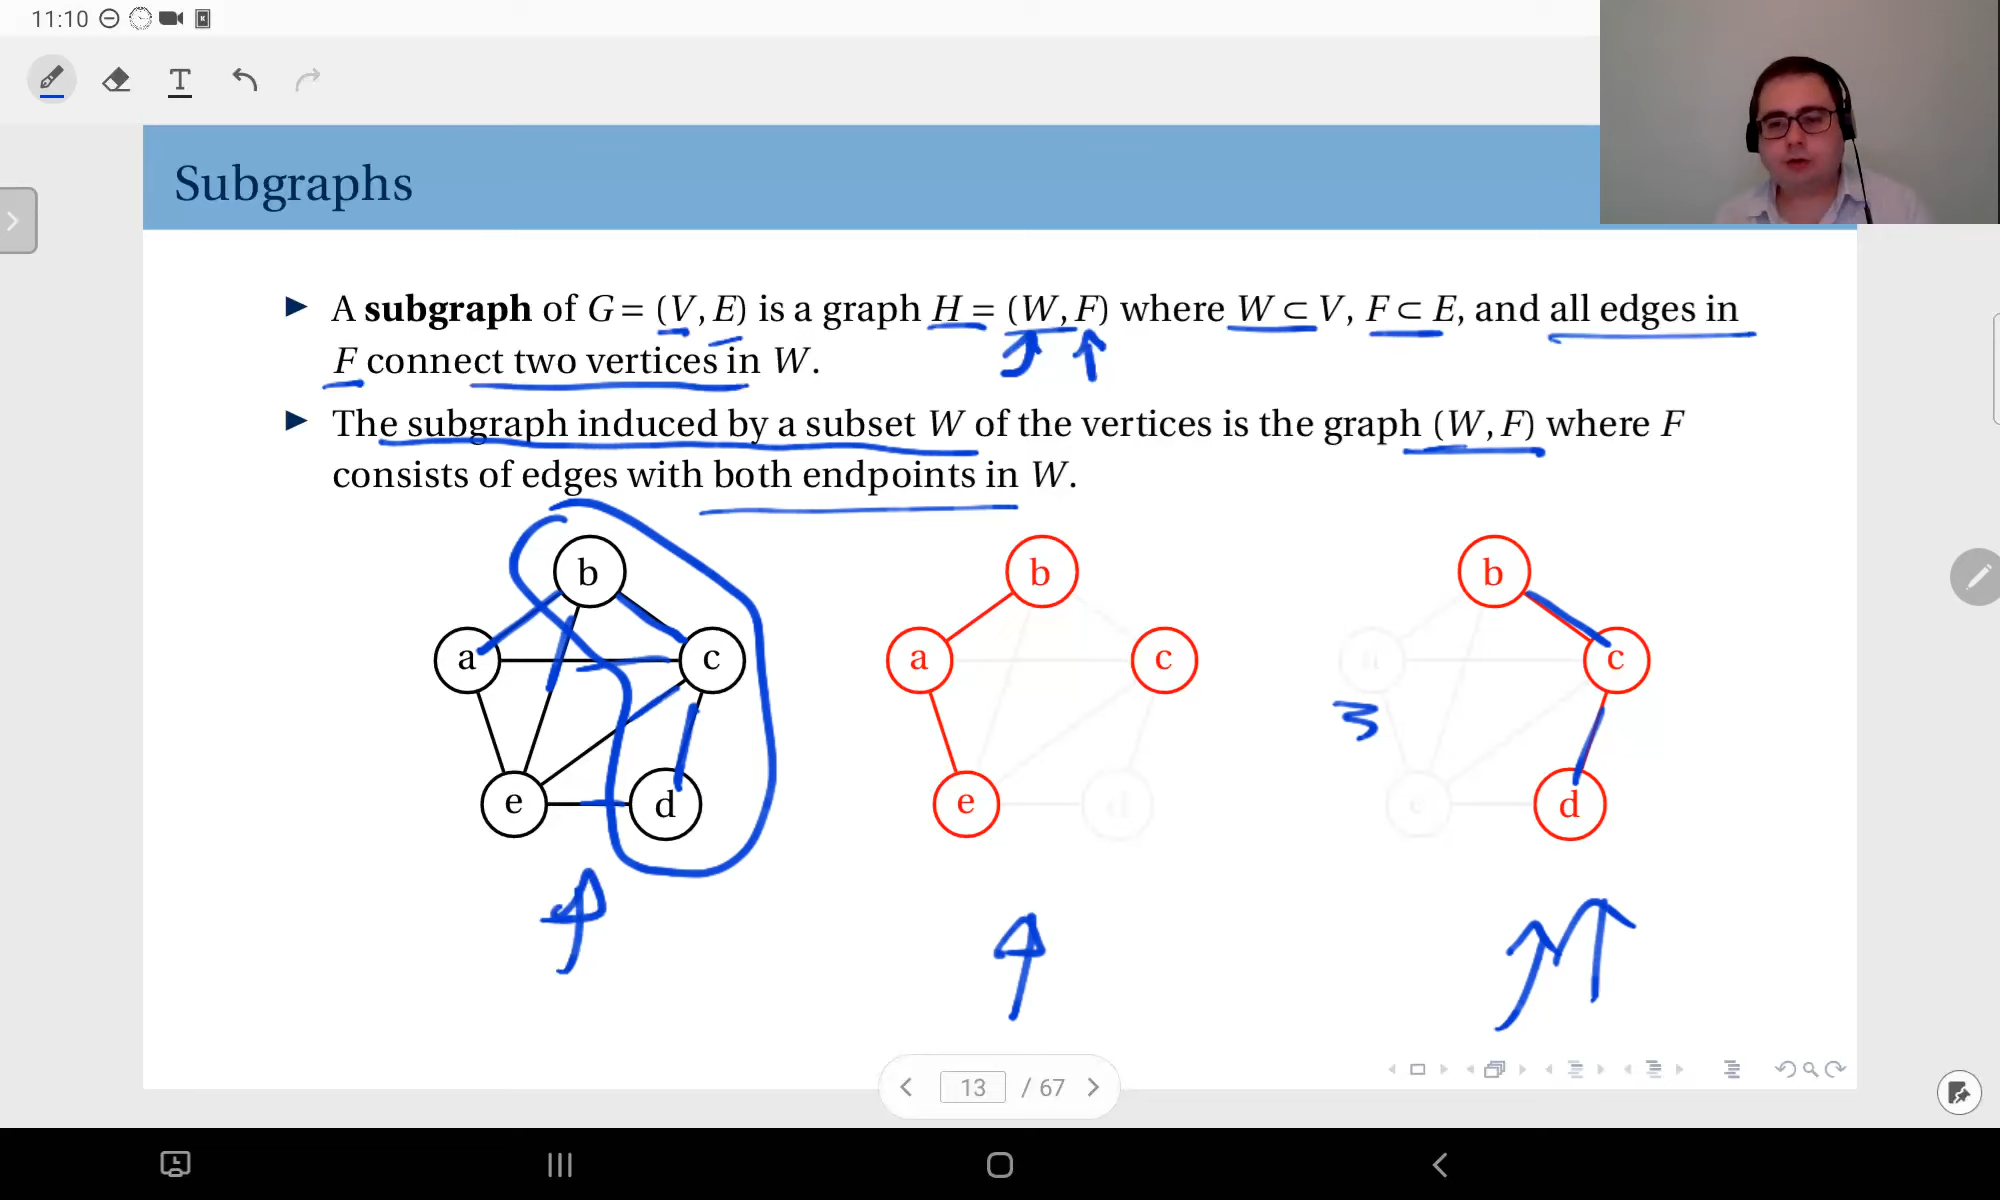 11:10
Subgraphs
A subgraph of G = (V, E) is a graph H = (W, F) where W ⊂ V, F ⊂ E, and all edges in
F connect two vertices in W.
The subgraph induced by a subset W of the vertices is the graph (W, F) where F
consists of edges with both endpoints in W.
b b b
a c a c a c
e d e d e d
13 / 67